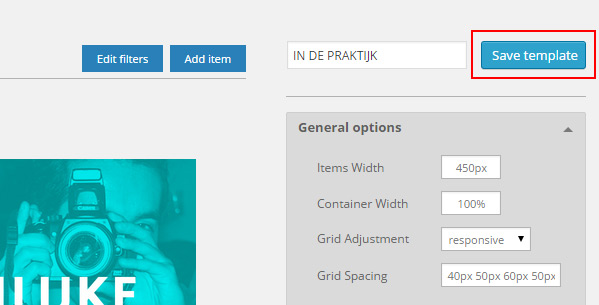 Edit filters
Add item
IN DE PRAKTIJK
Save template
General options
Items Width
450px
Container Width
100%
Grid Adjustment
responsive
Grid Spacing
40px 50px 60px 50px